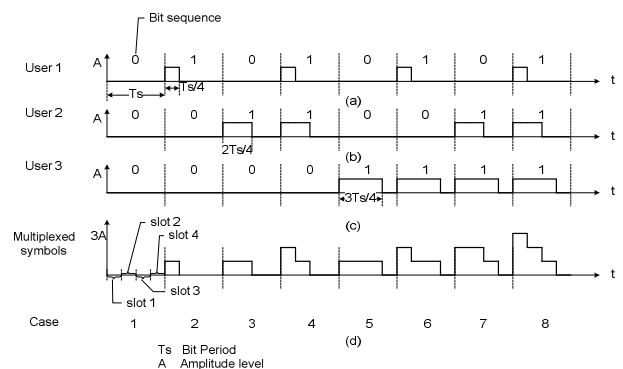 Bit sequence
User 1 A 0 1 0 1 0 1 0 1 t
Ts Ts/4
(a)
User 2 A 0 0 1 1 0 0 1 1 t
2Ts/4
(b)
User 3 A 0 0 0 0 1 1 1 1 t
3Ts/4
(c)
Multiplexed symbols 3A slot 2 slot 4 t
slot 1 slot 3
Case 1 2 3 4 5 6 7 8
(d)
Ts Bit Period
A Amplitude level